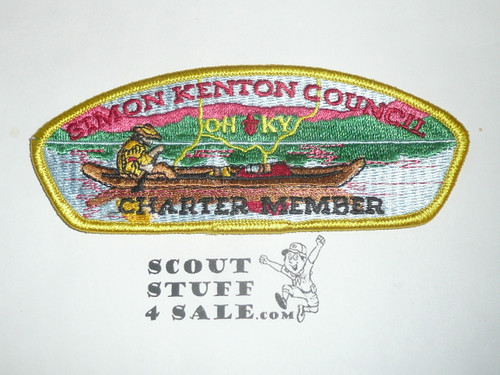 SIMON KENTON COUNCIL
OH KY
CHARTER MEMBER
SCOUT
STUFF
4 SALE.COM